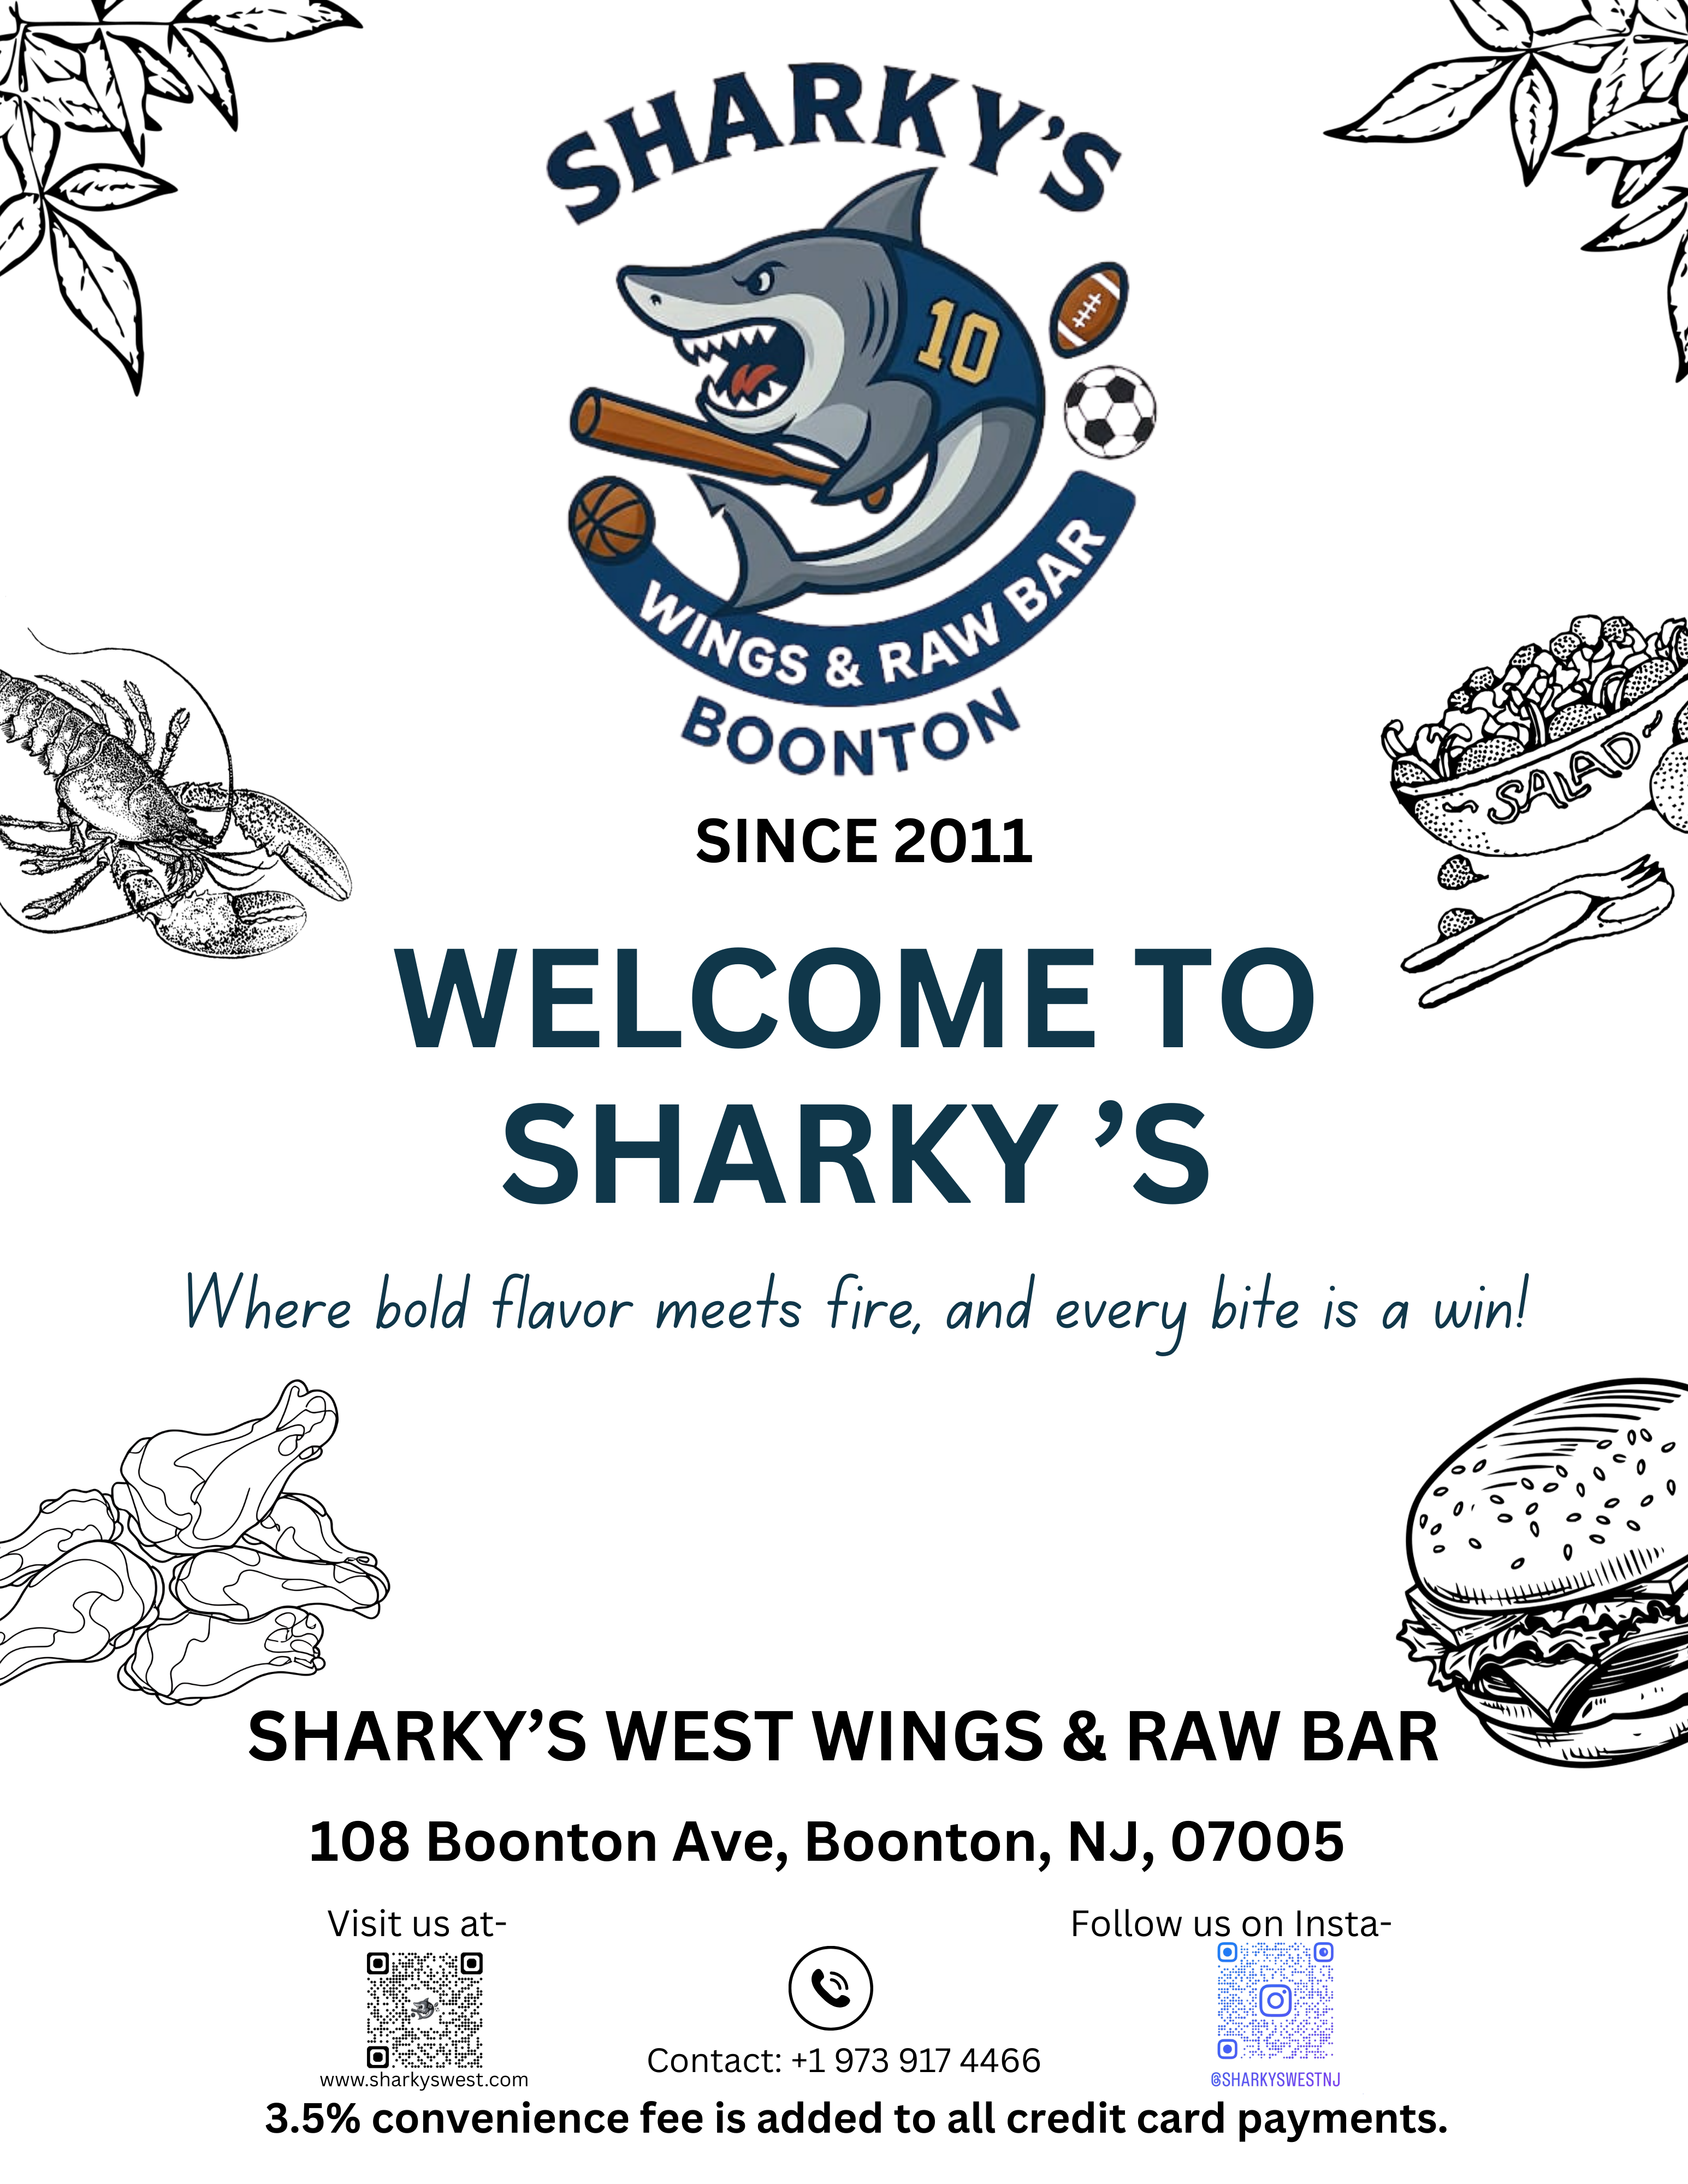 SHARKY'S
10
WINGS & RAW BAR
BOONTON
SINCE 2011
SALAD
WELCOME TO
SHARKY ’S
Where bold flavor meets fire, and every bite is a win!
SHARKY’S WEST WINGS & RAW BAR
108 Boonton Ave, Boonton, NJ, 07005
Visit us at-
Follow us on Insta-
Contact: +1 973 917 4466
www.sharkyswest.com
@SHARKYSWESTNJ
3.5% convenience fee is added to all credit card payments.